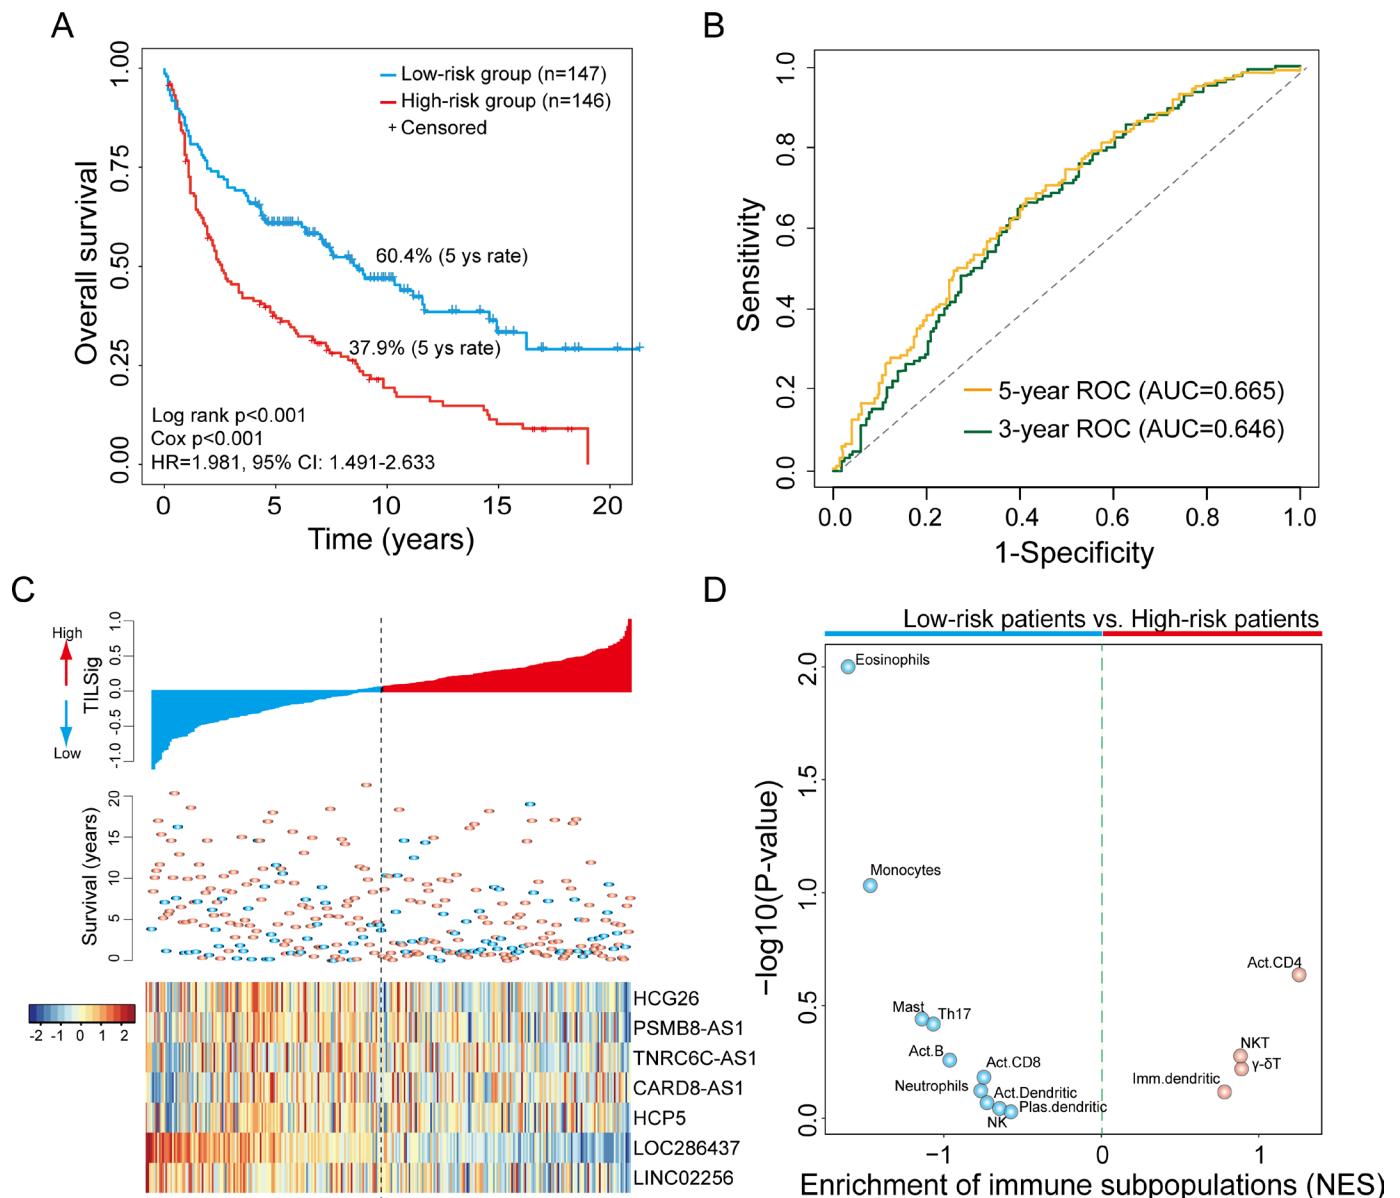 A
1.00
0.75
0.50
0.25
0.00
Overall survival
Low-risk group (n=147)
High-risk group (n=146)
+ Censored
60.4% (5 ys rate)
37.9% (5 ys rate)
Log rank p<0.001
Cox p<0.001
HR=1.981, 95% CI: 1.491-2.633
0 5 10 15 20
Time (years)
B
1.0
0.8
0.6
0.4
0.2
0.0
Sensitivity
5-year ROC (AUC=0.665)
3-year ROC (AUC=0.646)
0.0 0.2 0.4 0.6 0.8 1.0
1-Specificity
C
High
Low
TILSig
1.0
0.5
0.0
-0.5
-1.0
Survival (years)
20
15
10
5
0
-2 -1 0 1 2
HCG26
PSMB8-AS1
TNRC6C-AS1
CARD8-AS1
HCP5
LOC286437
LINC02256
D
Low-risk patients vs. High-risk patients
2.0
1.5
1.0
0.5
0.0
−log10(P-value)
Eosinophils
Monocytes
Act.CD4
Mast
Th17
Act.B
NKT
Act.CD8
γ-δT
Imm.dendritic
Neutrophils
Act.Dendritic
Plas.dendritic
NK
−1 0 1
Enrichment of immune subpopulations (NES)